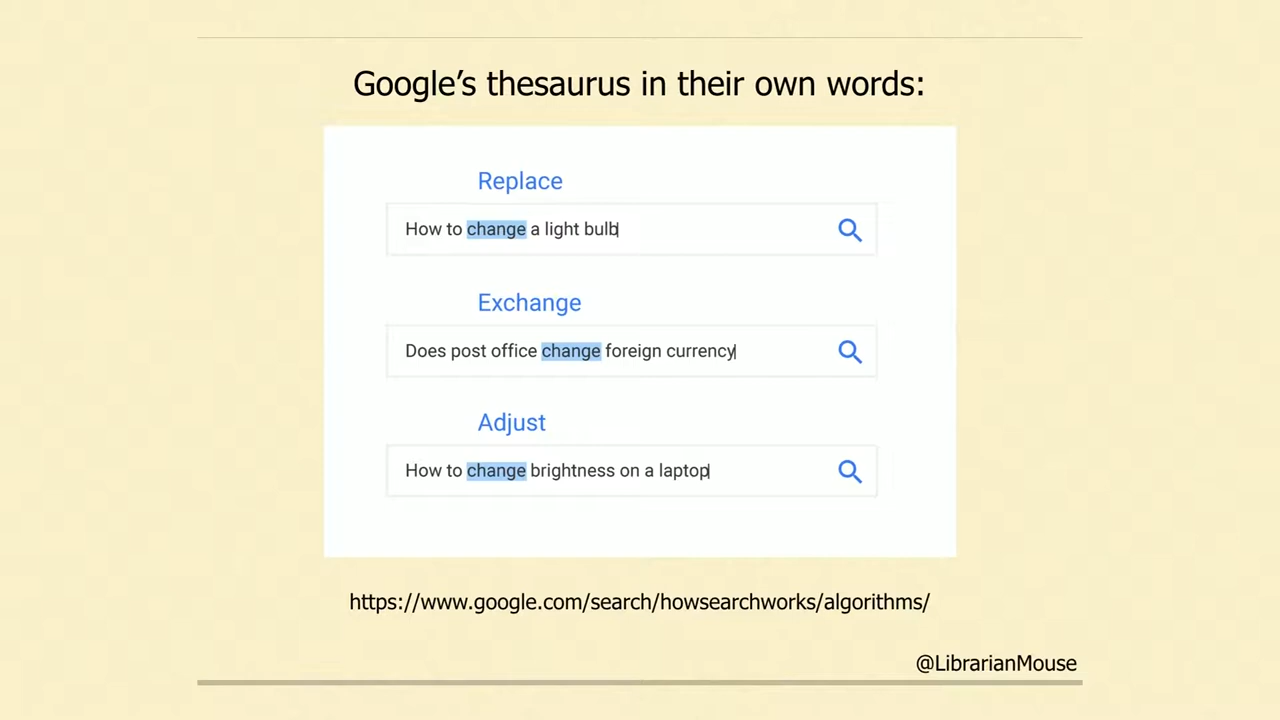 Google’s thesaurus in their own words:
Replace
How to change a light bulb
Exchange
Does post office change foreign currency
Adjust
How to change brightness on a laptop
https://www.google.com/search/howsearchworks/algorithms/
@LibrarianMouse